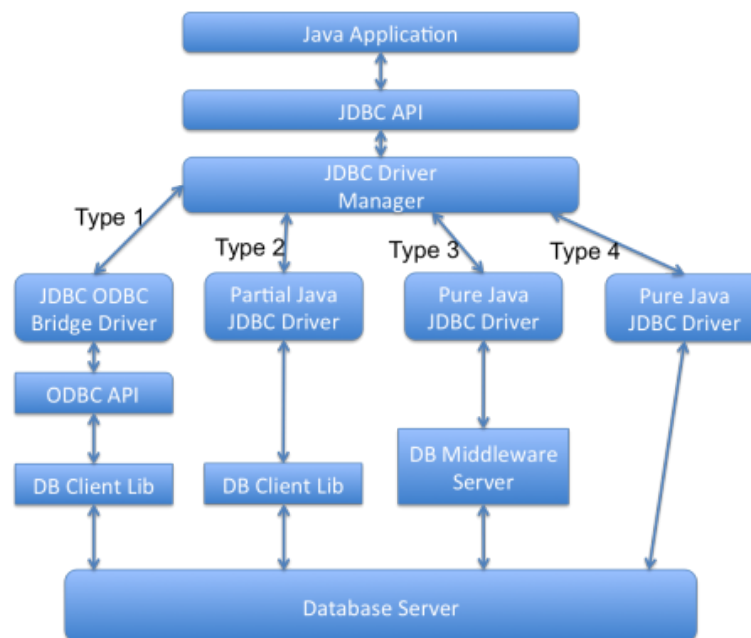 Java Application
JDBC API
JDBC Driver
Manager
Type 1
Type 2
Type 3
Type 4
JDBC ODBC
Bridge Driver
Partial Java
JDBC Driver
Pure Java
JDBC Driver
Pure Java
JDBC Driver
ODBC API
DB Client Lib
DB Client Lib
DB Middleware
Server
Database Server